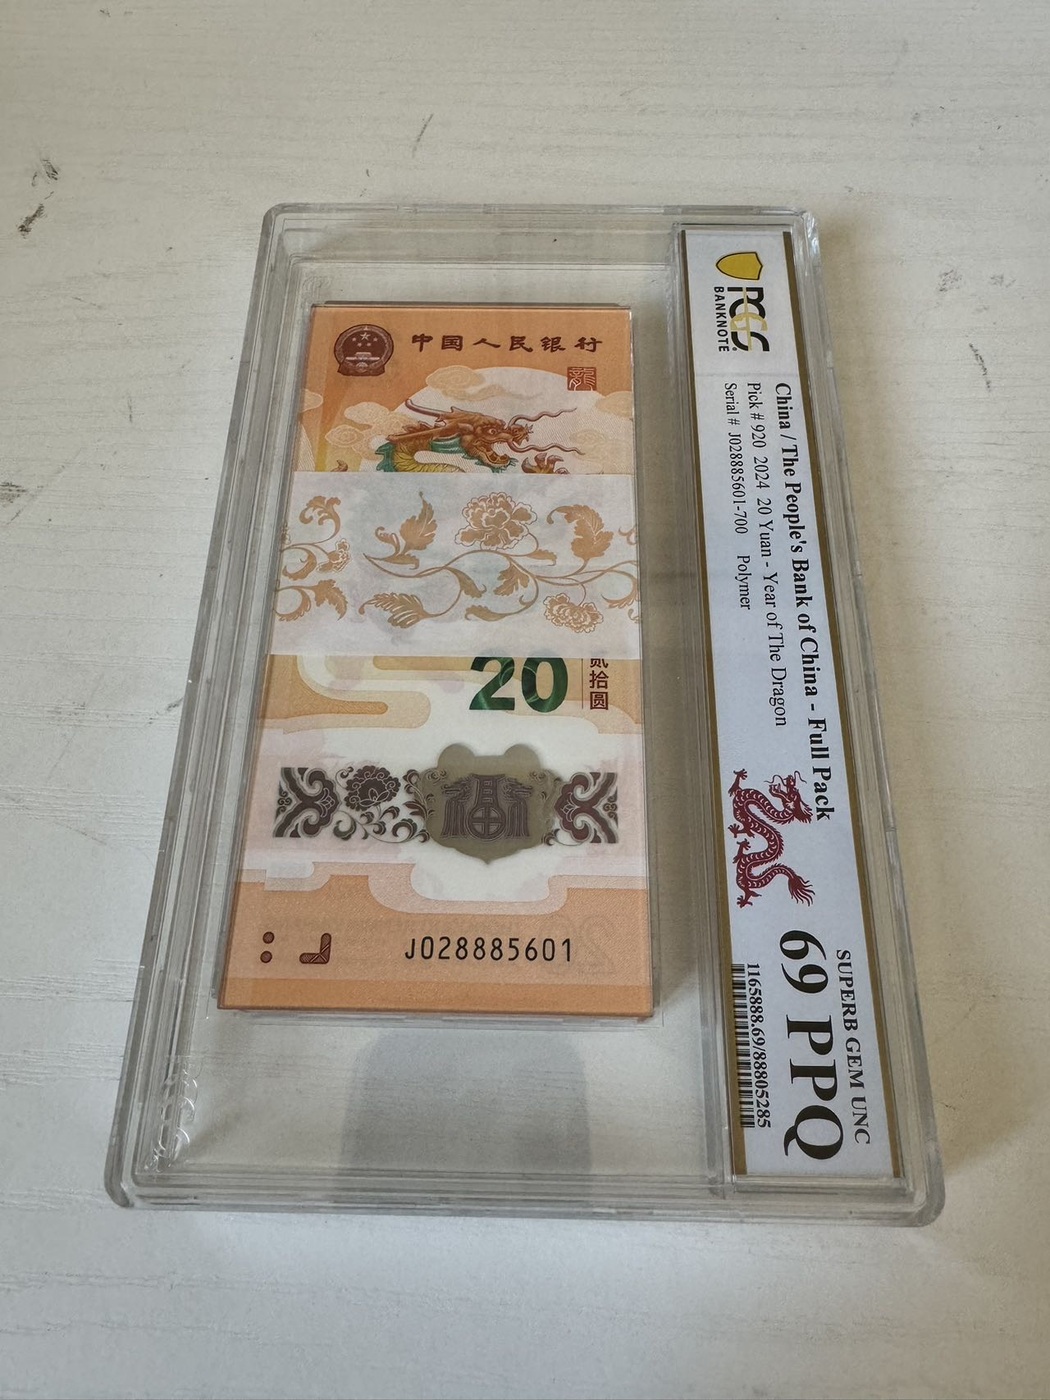 中国人民银行
龍
20
贰拾圆
福
J028885601
PCGS
BANKNOTE
China / The People's Bank of China - Full Pack
Pick # 920 2024 20 Yuan - Year of The Dragon
Serial # J028885601-700 Polymer
SUPERB GEM UNC
69 PPQ
1165888.69/88805285